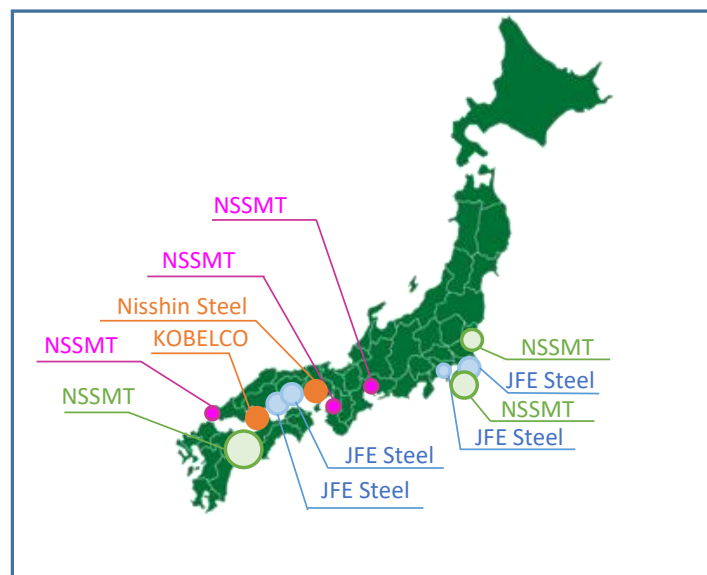 NSSMT
NSSMT
Nisshin Steel
KOBELCO
NSSMT
NSSMT
NSSMT
JFE Steel
NSSMT
JFE Steel
JFE Steel
JFE Steel